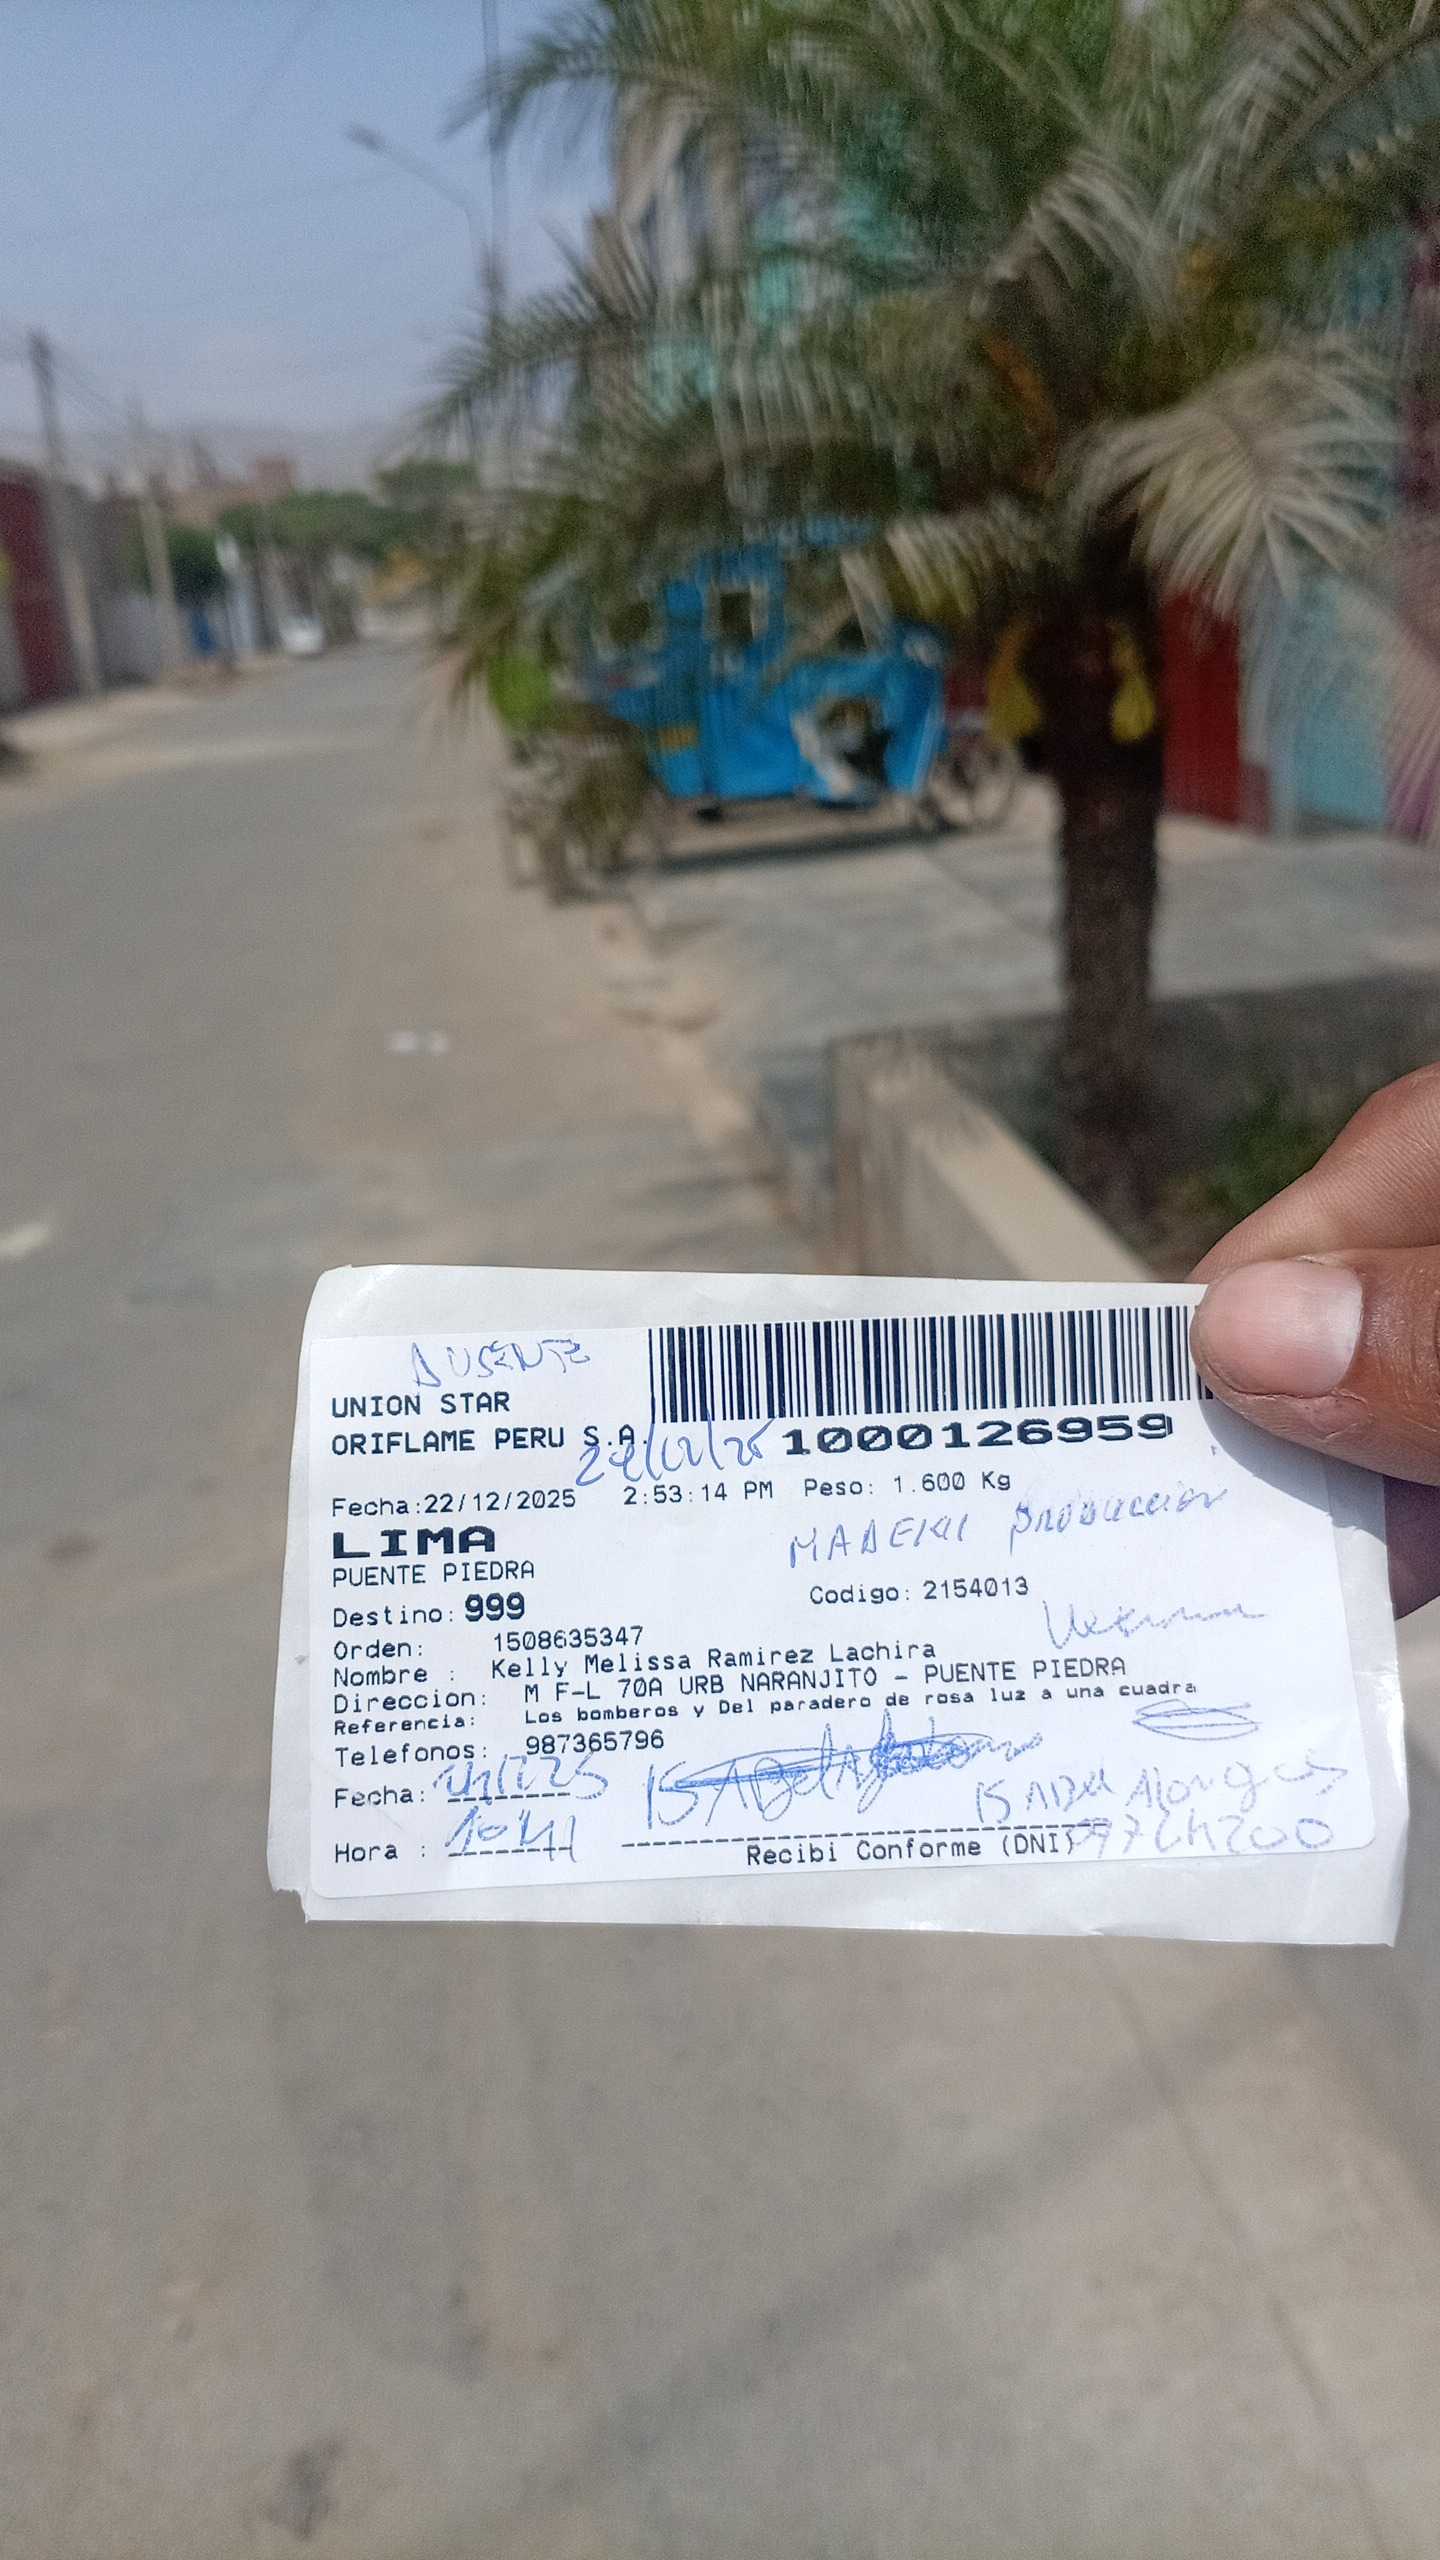 AUSENTE
UNION STAR
ORIFLAME PERU S.A.
1000126959
Fecha:22/12/2025 2:53:14 PM Peso: 1.600 Kg
LIMA
PUENTE PIEDRA
Destino: 999
Codigo: 2154013
Orden: 1508635347
Nombre : Kelly Melissa Ramirez Lachira
Direccion: M F-L 70A URB NARANJITO - PUENTE PIEDRA
Referencia: Los bomberos y Del paradero de rosa luz a una cuadra
Telefonos: 987365796
Fecha:
ISABEL
Hora :
Recibi Conforme (DNI)